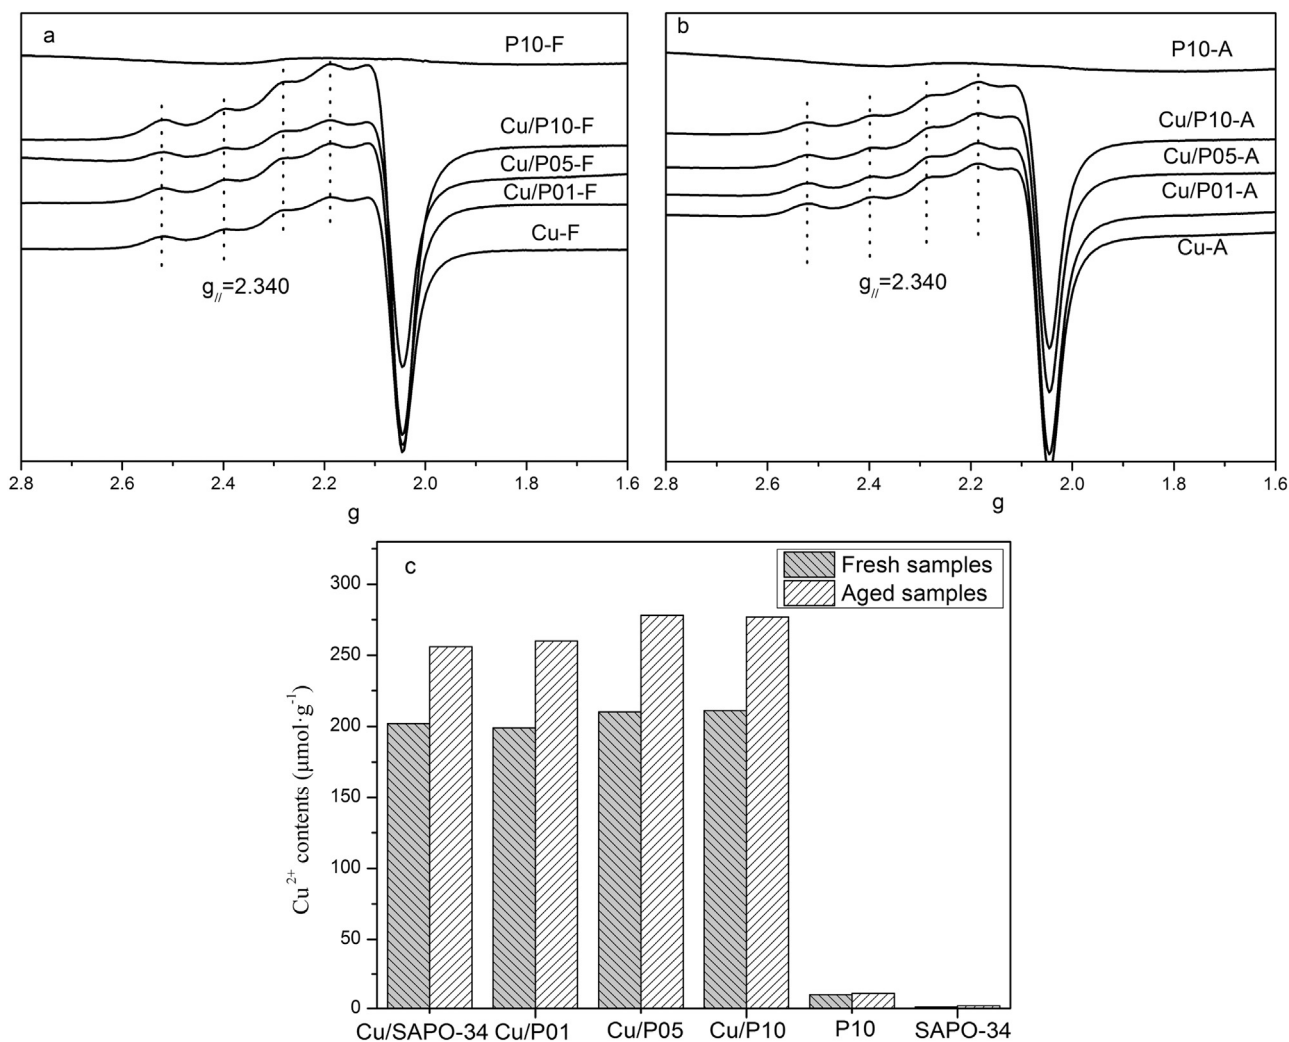 a
P10-F
Cu/P10-F
Cu/P05-F
Cu/P01-F
Cu-F
g//=2.340
2.8 2.6 2.4 2.2 2.0 1.8 1.6
g
b
P10-A
Cu/P10-A
Cu/P05-A
Cu/P01-A
Cu-A
g//=2.340
2.8 2.6 2.4 2.2 2.0 1.8 1.6
g
c
Fresh samples
Aged samples
300
250
200
150
100
50
0
Cu²⁺ contents (μmol·g⁻¹)
Cu/SAPO-34 Cu/P01 Cu/P05 Cu/P10 P10 SAPO-34